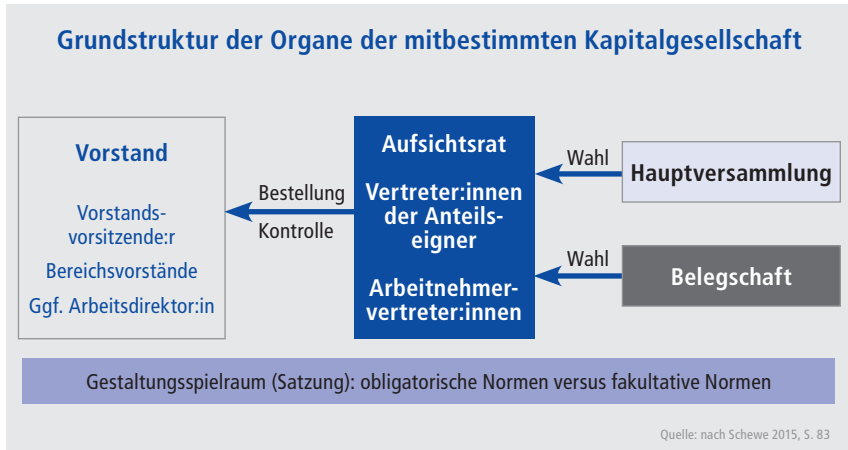 Grundstruktur der Organe der mitbestimmten Kapitalgesellschaft
Vorstand
Vorstands-
vorsitzende:r
Bereichsvorstände
Ggf. Arbeitsdirektor:in
Bestellung
Kontrolle
Aufsichtsrat
Vertreter:innen
der Anteils-
eigner
Arbeitnehmer-
vertreter:innen
Wahl
Hauptversammlung
Wahl
Belegschaft
Gestaltungsspielraum (Satzung): obligatorische Normen versus fakultative Normen
Quelle: nach Schewe 2015, S. 83